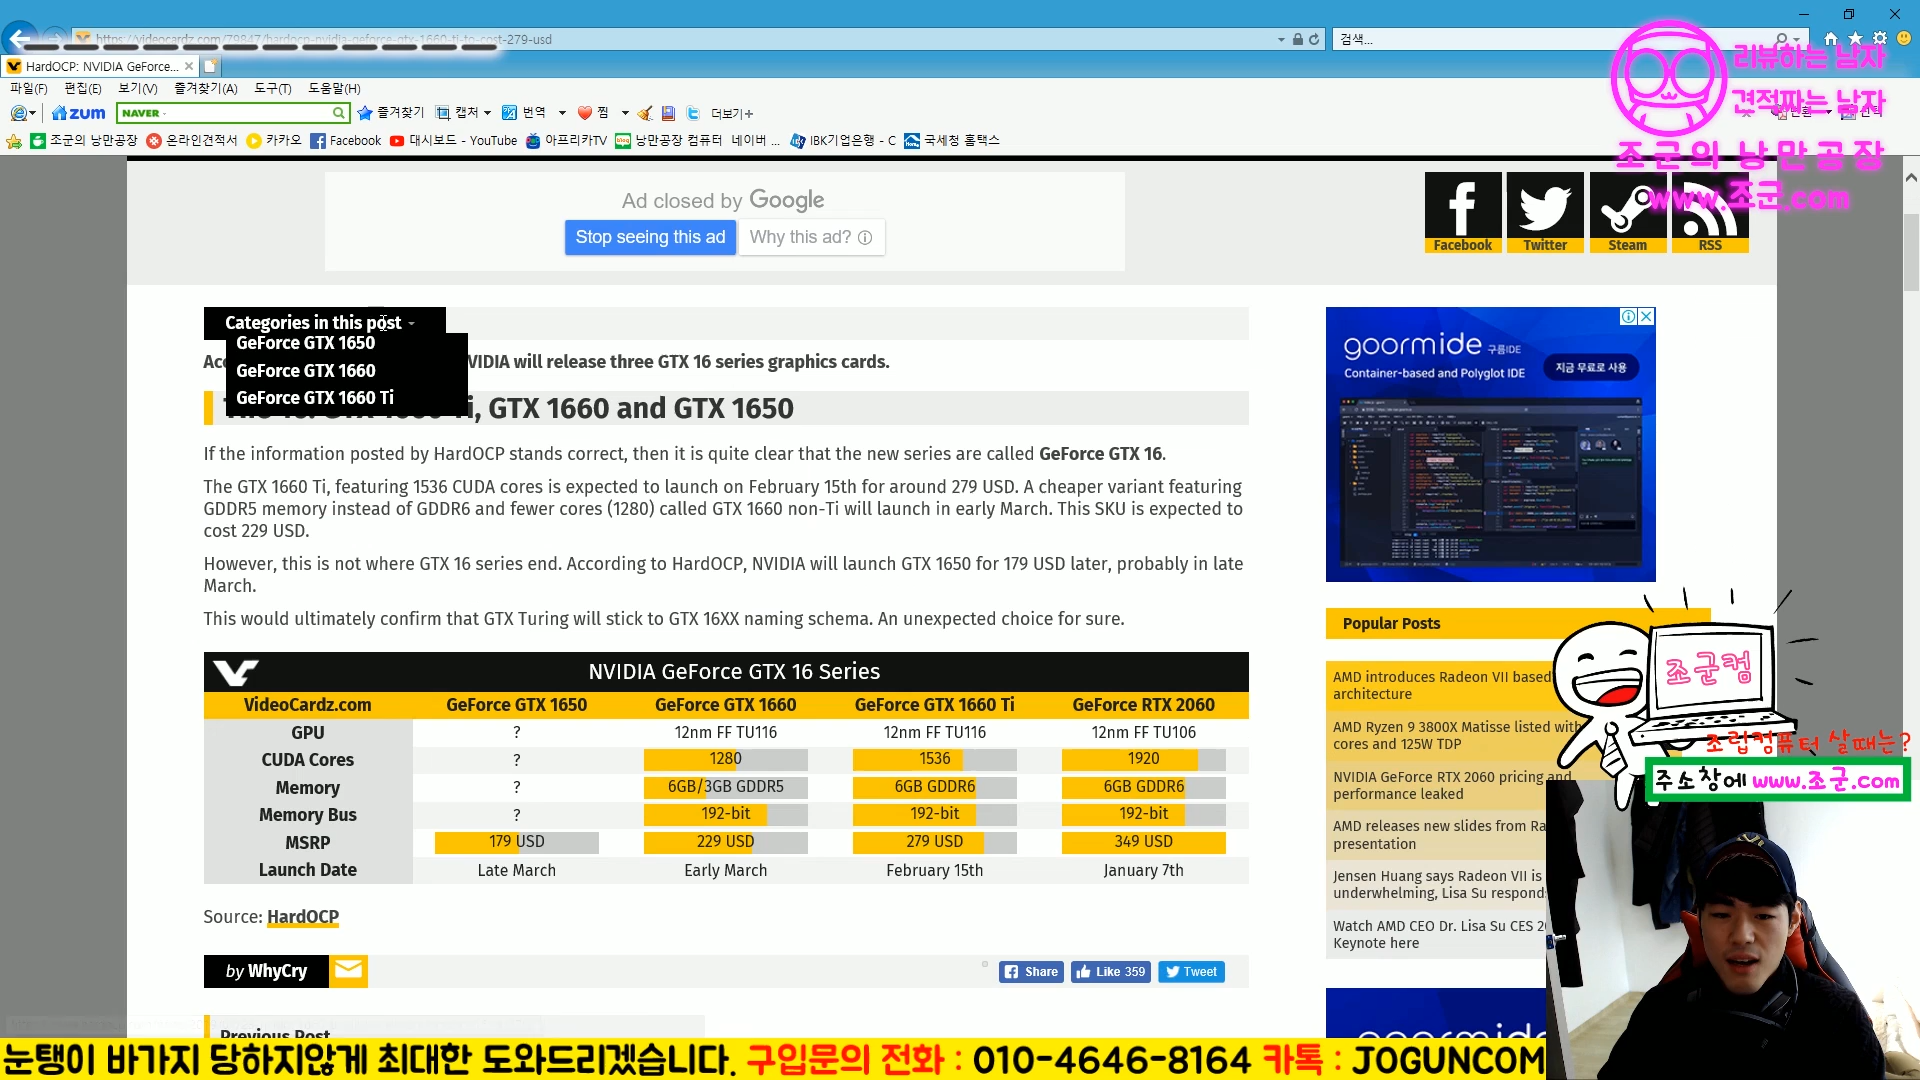 https://videocardz.com/79847/hardocp-nvidia-geforce-gtx-1660-ti-to-cost-279-usd
검색...
HardOCP: NVIDIA GeForce...
파일(F) 편집(E) 보기(V) 즐겨찾기(A) 도구(T) 도움말(H)
zum NAVER 즐겨찾기 캡처 번역 찜 더보기+
조군의 낭만공장 온라인견적서 카카오 Facebook 대시보드 - YouTube 아프리카TV 낭만공장 컴퓨터 네이버 ... IBK기업은행 - C 국세청 홈택스
리뷰하는 남자
견적짜는 남자
조군의 낭만공장
www.조군.com
Ad closed by Google
Stop seeing this ad Why this ad?
Facebook Twitter Steam RSS
Categories in this post
GeForce GTX 1650
GeForce GTX 1660
GeForce GTX 1660 Ti
VIDIA will release three GTX 16 series graphics cards.
GTX 1660 and GTX 1650
If the information posted by HardOCP stands correct, then it is quite clear that the new series are called GeForce GTX 16.
The GTX 1660 Ti, featuring 1536 CUDA cores is expected to launch on February 15th for around 279 USD. A cheaper variant featuring
GDDR5 memory instead of GDDR6 and fewer cores (1280) called GTX 1660 non-Ti will launch in early March. This SKU is expected to
cost 229 USD.
However, this is not where GTX 16 series end. According to HardOCP, NVIDIA will launch GTX 1650 for 179 USD later, probably in late
March.
This would ultimately confirm that GTX Turing will stick to GTX 16XX naming schema. An unexpected choice for sure.
NVIDIA GeForce GTX 16 Series
VideoCardz.com GeForce GTX 1650 GeForce GTX 1660 GeForce GTX 1660 Ti GeForce RTX 2060
GPU ? 12nm FF TU116 12nm FF TU116 12nm FF TU106
CUDA Cores ? 1280 1536 1920
Memory ? 6GB/3GB GDDR5 6GB GDDR6 6GB GDDR6
Memory Bus ? 192-bit 192-bit 192-bit
MSRP 179 USD 229 USD 279 USD 349 USD
Launch Date Late March Early March February 15th January 7th
Source: HardOCP
by WhyCry
Share Like 359 Tweet
Previous Post
goormide 구름IDE
Container-based and Polyglot IDE
지금 무료로 사용
Popular Posts
AMD introduces Radeon VII based
architecture
AMD Ryzen 9 3800X Matisse listed with
cores and 125W TDP
NVIDIA GeForce RTX 2060 pricing and
performance leaked
AMD releases new slides from Ra
presentation
Jensen Huang says Radeon VII is
underwhelming, Lisa Su respond
Watch AMD CEO Dr. Lisa Su CES 20
Keynote here
goormide
조군컴
조립컴퓨터 살때는?
주소창에 www.조군.com
눈탱이 바가지 당하지않게 최대한 도와드리겠습니다. 구입문의 전화 : 010-4646-8164 카톡 : JOGUNCOM